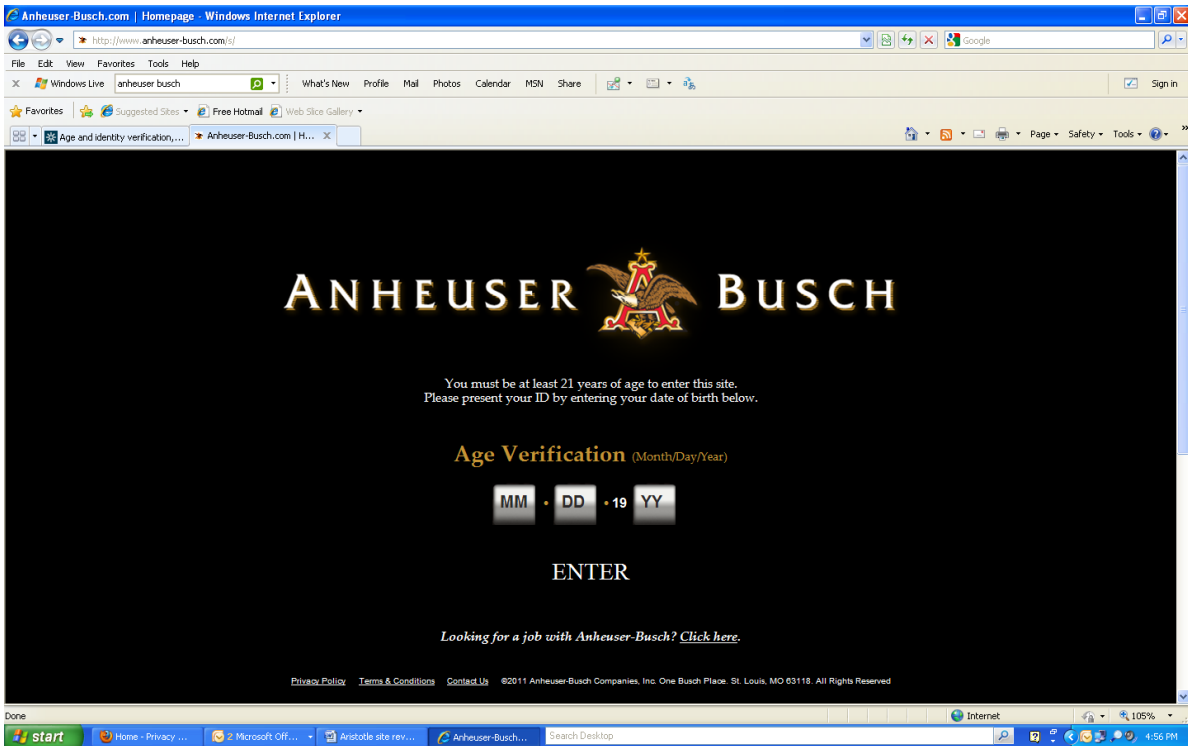 Anheuser-Busch.com | Homepage - Windows Internet Explorer
http://www.anheuser-busch.com/s/
Google
File Edit View Favorites Tools Help
X Windows Live anheuser busch What's New Profile Mail Photos Calendar MSN Share Sign in
Favorites Suggested Sites Free Hotmail Web Slice Gallery
Age and identity verification,... Anheuser-Busch.com | H... X Page Safety Tools »
ANHEUSER A BUSCH
You must be at least 21 years of age to enter this site.
Please present your ID by entering your date of birth below.
Age Verification (Month/Day/Year)
MM • DD • 19 YY
ENTER
Looking for a job with Anheuser-Busch? Click here.
Privacy Policy Terms & Conditions Contact Us ©2011 Anheuser-Busch Companies, Inc. One Busch Place. St. Louis, MO 63118. All Rights Reserved
Done Internet 105%
start Home - Privacy ... 2 Microsoft Off... Aristotle site rev... Anheuser-Busch... Search Desktop 4:56 PM